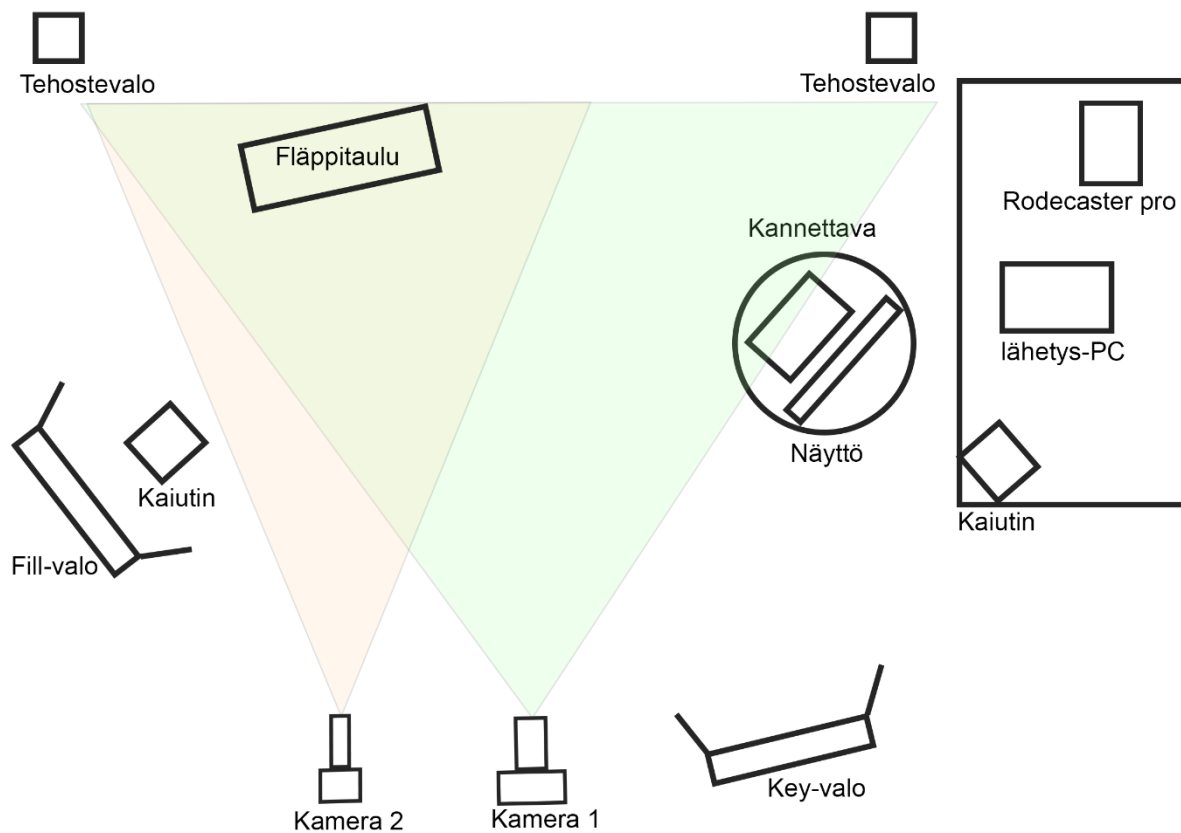 Tehostevalo
Tehostevalo
Fläppitaulu
Rodecaster pro
Kannettava
lähetys-PC
Näyttö
Kaiutin
Kaiutin
Fill-valo
Key-valo
Kamera 2
Kamera 1